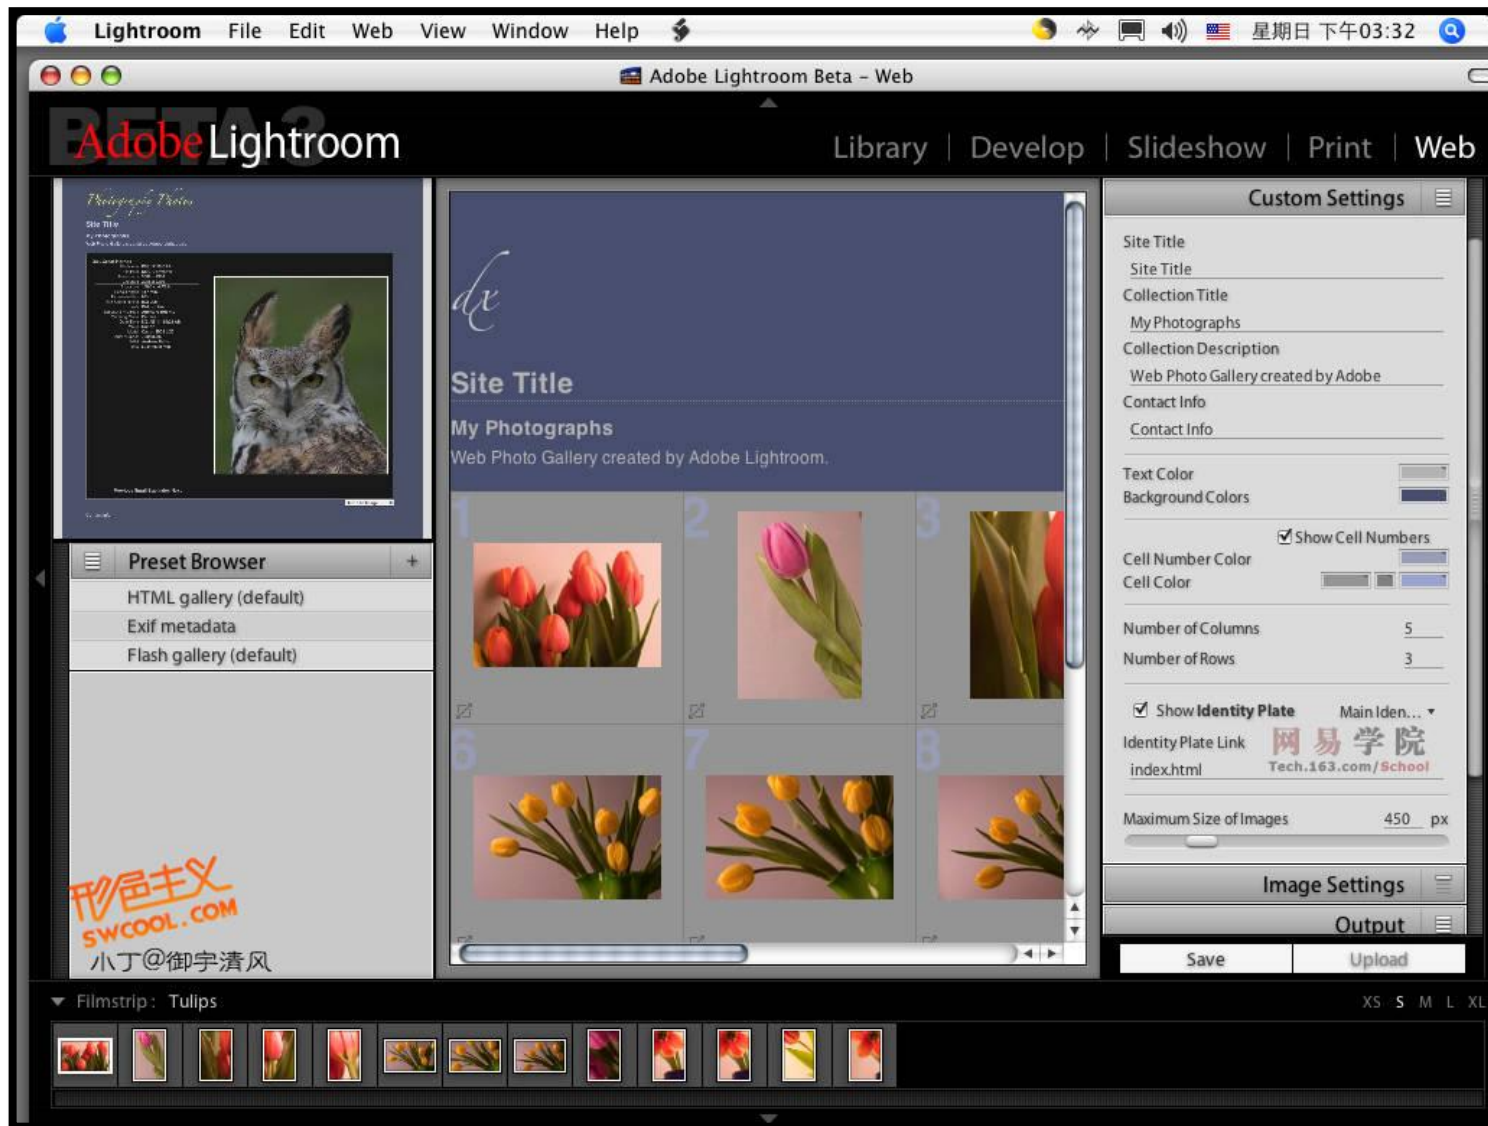 Lightroom File Edit Web View Window Help
星期日 下午03:32
Adobe Lightroom Beta – Web
BETA 3
Adobe Lightroom
Library | Develop | Slideshow | Print | Web
Photography Photos
Site Title
dx
Site Title
My Photographs
Web Photo Gallery created by Adobe Lightroom.
1
2
3
6
7
8
Preset Browser +
HTML gallery (default)
Exif metadata
Flash gallery (default)
形色主义
SWCOOL.COM
小丁@御宇清风
Custom Settings
Site Title
Site Title
Collection Title
My Photographs
Collection Description
Web Photo Gallery created by Adobe
Contact Info
Contact Info
Text Color
Background Colors
Show Cell Numbers
Cell Number Color
Cell Color
Number of Columns 5
Number of Rows 3
Show Identity Plate Main Iden...
Identity Plate Link
网易学院
index.html
Tech.163.com/School
Maximum Size of Images 450 px
Image Settings
Output
Save Upload
Filmstrip : Tulips
XS S M L XL